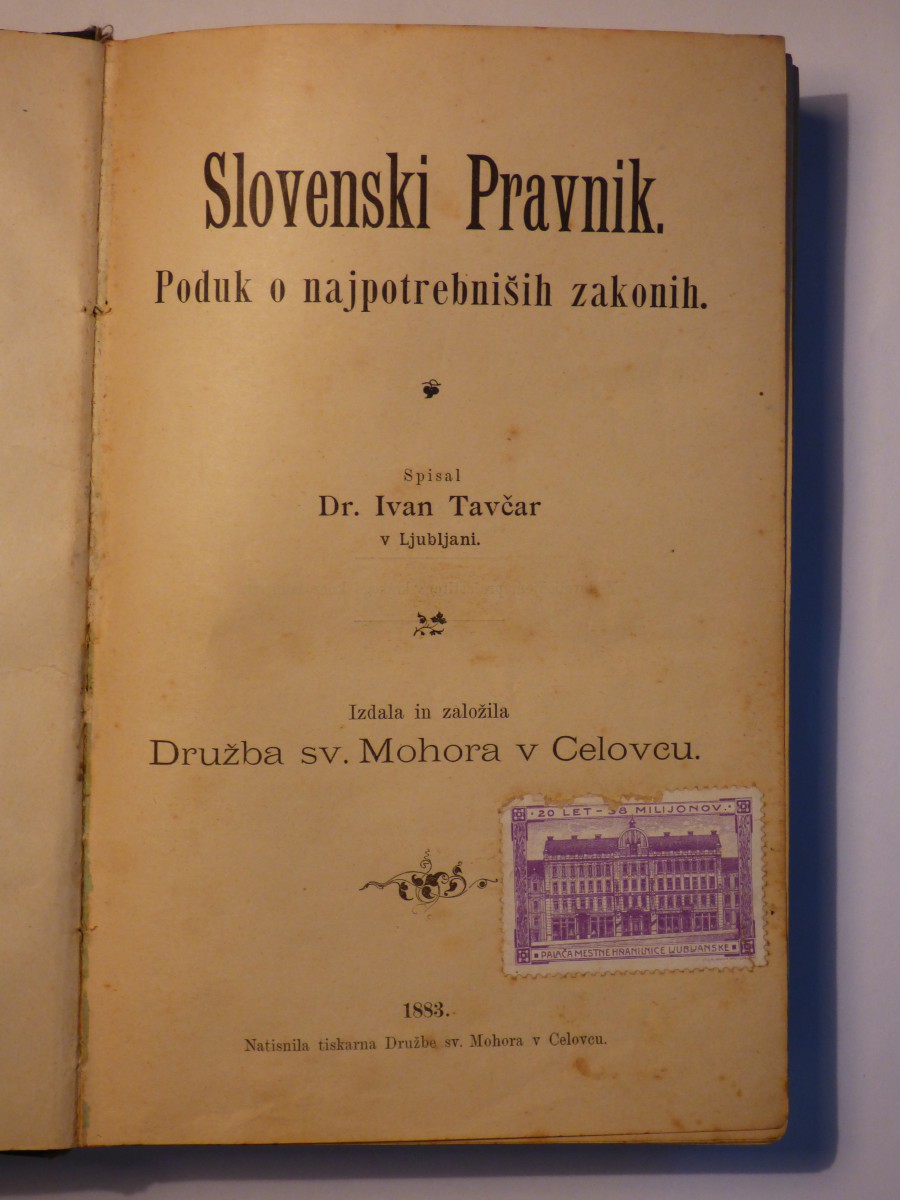 Slovenski Pravnik.
Poduk o najpotrebniših zakonih.
Spisal
Dr. Ivan Tavčar
v Ljubljani.
Izdala in založila
Družba sv. Mohora v Celovcu.
20 LET – 38 MILIJONOV.
PALAČA MESTNE HRANILNICE LJUBLJANSKE
1883.
Natisnila tiskarna Družbe sv. Mohora v Celovcu.